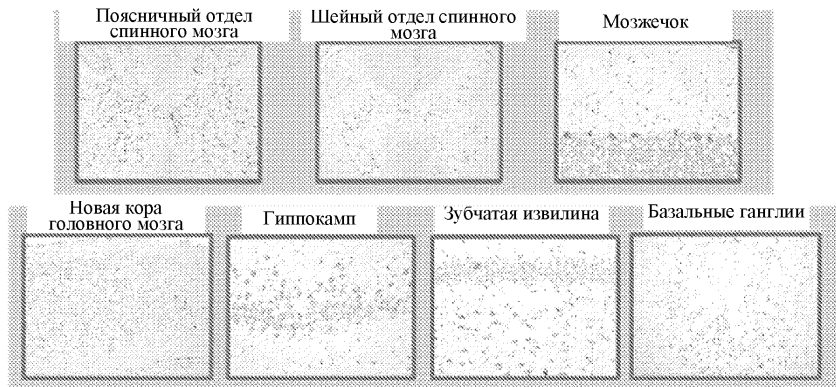 Поясничный отдел
спинного мозга
Шейный отдел спинного
мозга
Мозжечок
Новая кора
головного мозга
Гиппокамп
Зубчатая извилина
Базальные ганглии